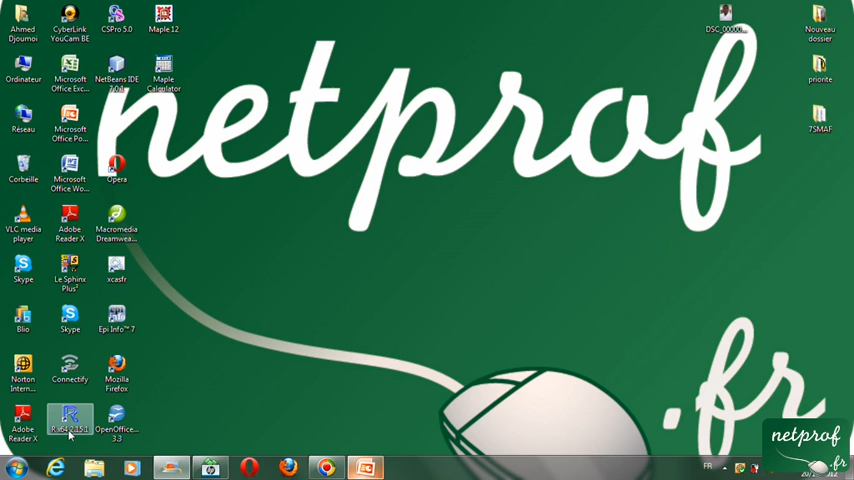 Ahmed
Djoumoi
CyberLink
YouCam BE
CSPro 5.0
Maple 12
DSC_00000...
Nouveau
dossier
Ordinateur
Microsoft
Office Exc...
NetBeans IDE
7.0.1
Maple
Calculator
priorite
Réseau
Microsoft
Office Po...
7SMAF
netprof
Corbeille
Microsoft
Office Wo...
Opera
VLC media
player
Adobe
Reader X
Macromedia
Dreamwea...
Skype
Le Sphinx
Plus²
xcasfr
Blio
Skype
Epi Info™ 7
.fr
Norton
Intern...
Connectify
Mozilla
Firefox
Adobe
Reader X
R x64 2.15.1
OpenOffice...
3.3
netprof
.fr
FR